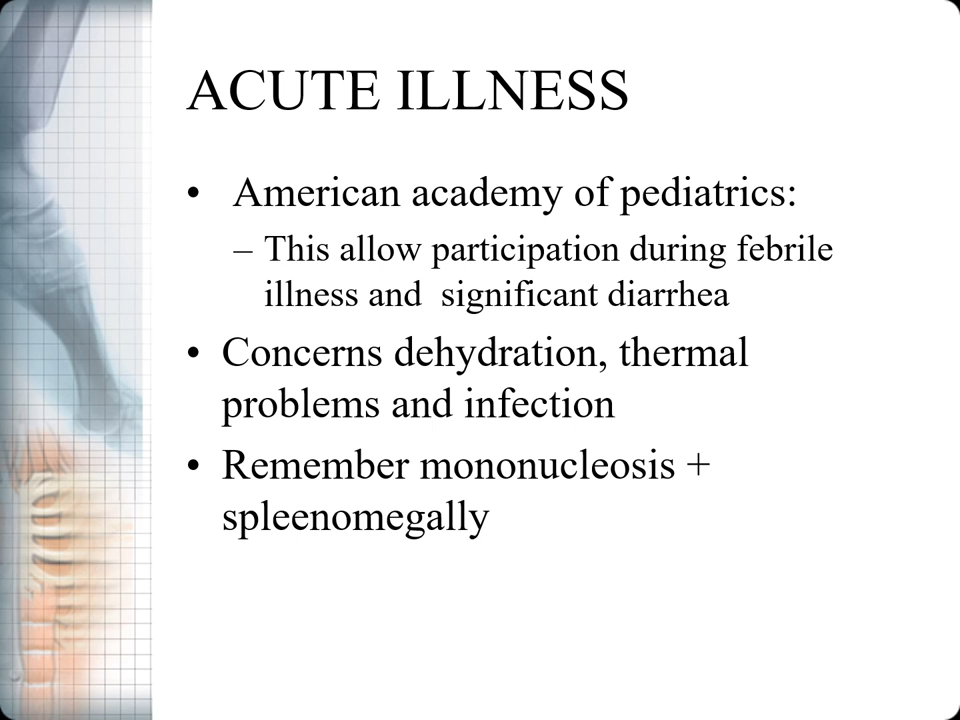 ACUTE ILLNESS
• American academy of pediatrics:
– This allow participation during febrile
illness and significant diarrhea
• Concerns dehydration, thermal
problems and infection
• Remember mononucleosis +
spleenomegally